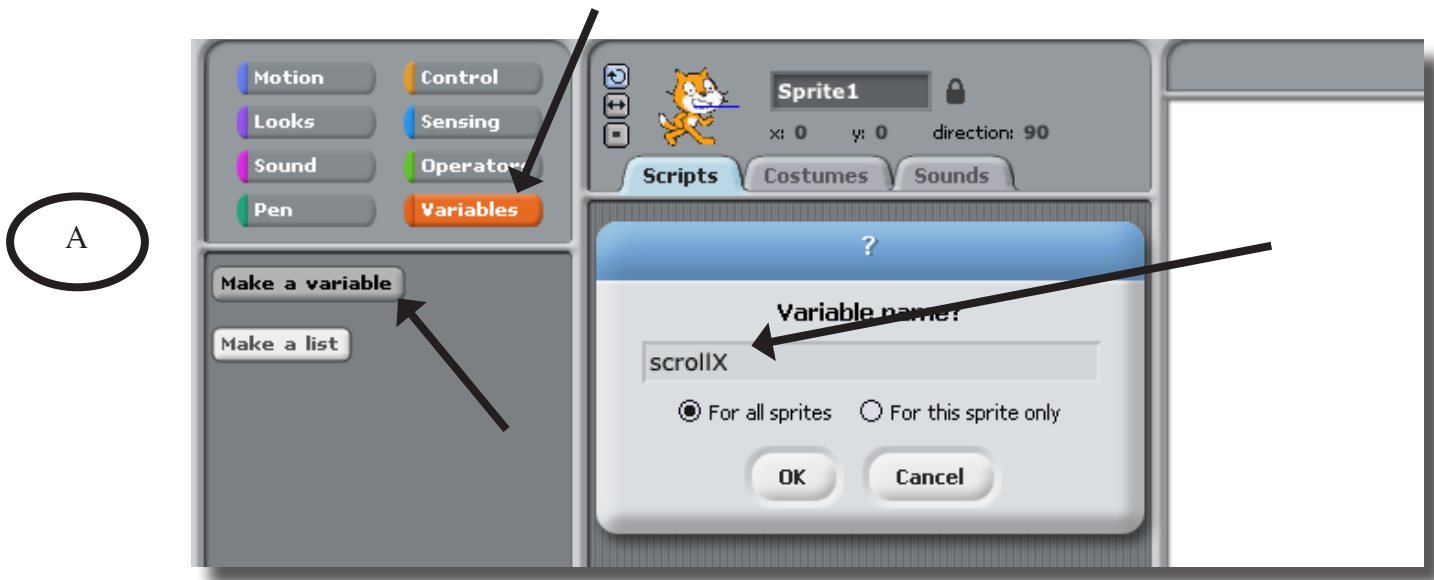 A
Motion
Control
Looks
Sensing
Sound
Operators
Pen
Variables
Make a variable
Make a list
Sprite1
x: 0 y: 0 direction: 90
Scripts Costumes Sounds
?
Variable name?
scrollX
For all sprites For this sprite only
OK Cancel